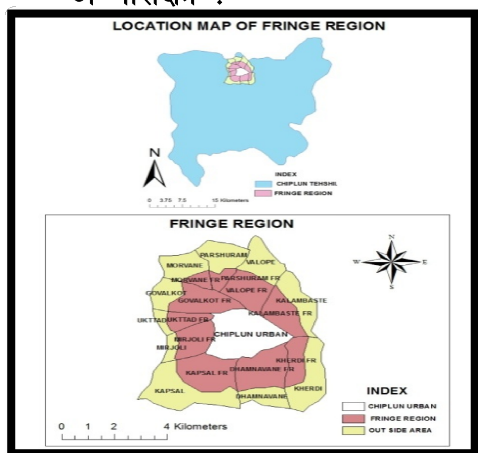 LOCATION MAP OF FRINGE REGION
N
INDEX
CHIPLUN TEHSHIL
FRINGE REGION
0 3.75 7.5 15 Kilometers
FRINGE REGION
PARSHURAM
VALOPE
MORVANE
MORVANE FR
PARSHURAM FR
VALOPE FR
GOVALKOT
GOVALKOT FR
KALAMBASTE
KALAMBASTE FR
UKTTAD
UKTTAD FR
CHIPLUN URBAN
MIRJOLI FR
MIRJOLI
KHERDI FR
KAPSAL FR
DHAMNAVANE FR
KAPSAL
DHAMNAVANE
KHERDI
N
W
E
S
INDEX
CHIPLUN URBAN
FRINGE REGION
OUT SIDE AREA
0 1 2 4 Kilometers